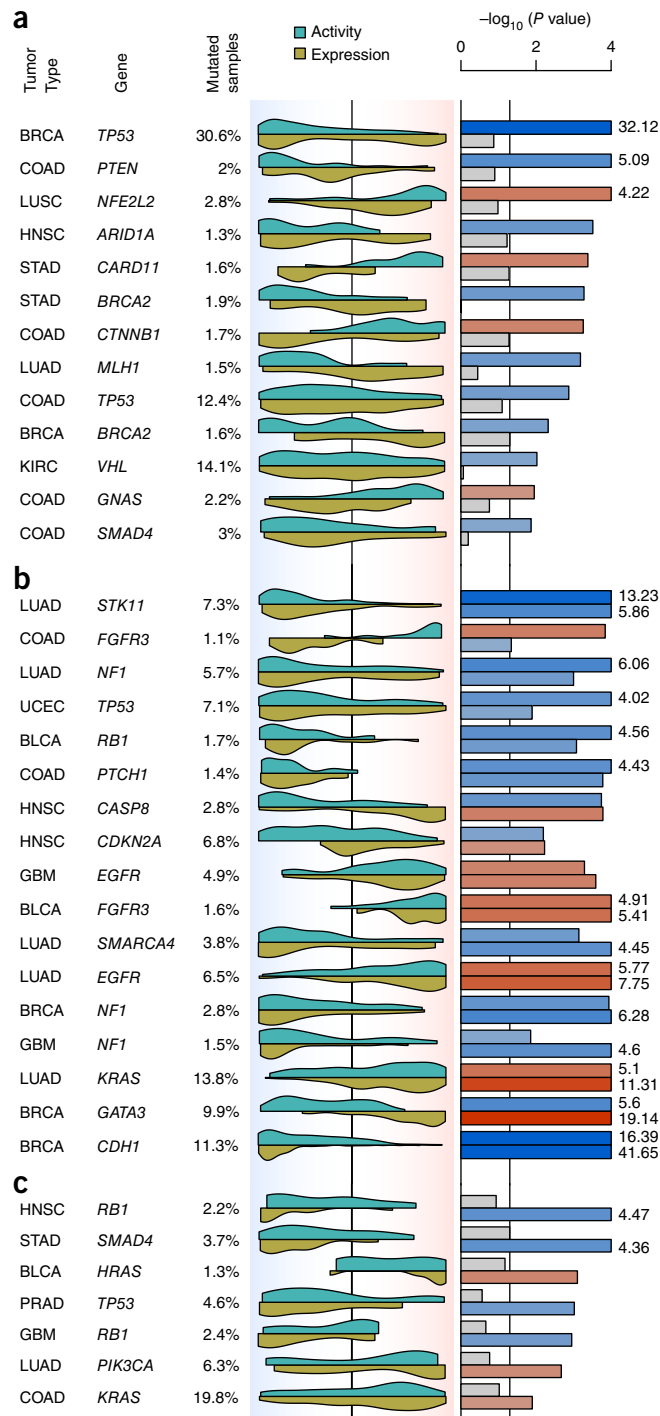 a
Activity
Expression
–log10 (P value)
0 2 4
Tumor Type Gene Mutated samples
BRCA TP53 30.6% 32.12
COAD PTEN 2% 5.09
LUSC NFE2L2 2.8% 4.22
HNSC ARID1A 1.3%
STAD CARD11 1.6%
STAD BRCA2 1.9%
COAD CTNNB1 1.7%
LUAD MLH1 1.5%
COAD TP53 12.4%
BRCA BRCA2 1.6%
KIRC VHL 14.1%
COAD GNAS 2.2%
COAD SMAD4 3%
b
LUAD STK11 7.3% 13.23 5.86
COAD FGFR3 1.1%
LUAD NF1 5.7% 6.06
UCEC TP53 7.1% 4.02
BLCA RB1 1.7% 4.56
COAD PTCH1 1.4% 4.43
HNSC CASP8 2.8%
HNSC CDKN2A 6.8%
GBM EGFR 4.9%
BLCA FGFR3 1.6% 4.91 5.41
LUAD SMARCA4 3.8% 4.45
LUAD EGFR 6.5% 5.77 7.75
BRCA NF1 2.8% 6.28
GBM NF1 1.5% 4.6
LUAD KRAS 13.8% 5.1 11.31
BRCA GATA3 9.9% 5.6 19.14
BRCA CDH1 11.3% 16.39 41.65
c
HNSC RB1 2.2% 4.47
STAD SMAD4 3.7% 4.36
BLCA HRAS 1.3%
PRAD TP53 4.6%
GBM RB1 2.4%
LUAD PIK3CA 6.3%
COAD KRAS 19.8%